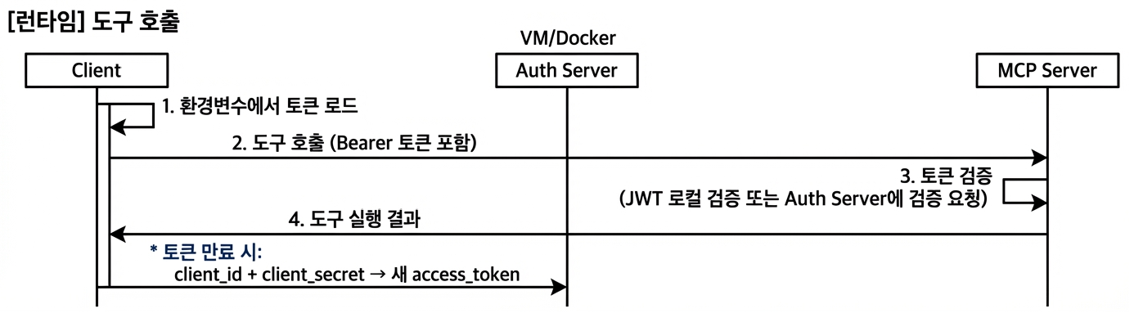 [런타임] 도구 호출
VM/Docker
Client
Auth Server
MCP Server
1. 환경변수에서 토큰 로드
2. 도구 호출 (Bearer 토큰 포함)
3. 토큰 검증
(JWT 로컬 검증 또는 Auth Server에 검증 요칭)
4. 도구 실행 결과
* 토큰 만료 시:
client_id + client_secret → 새 access_token